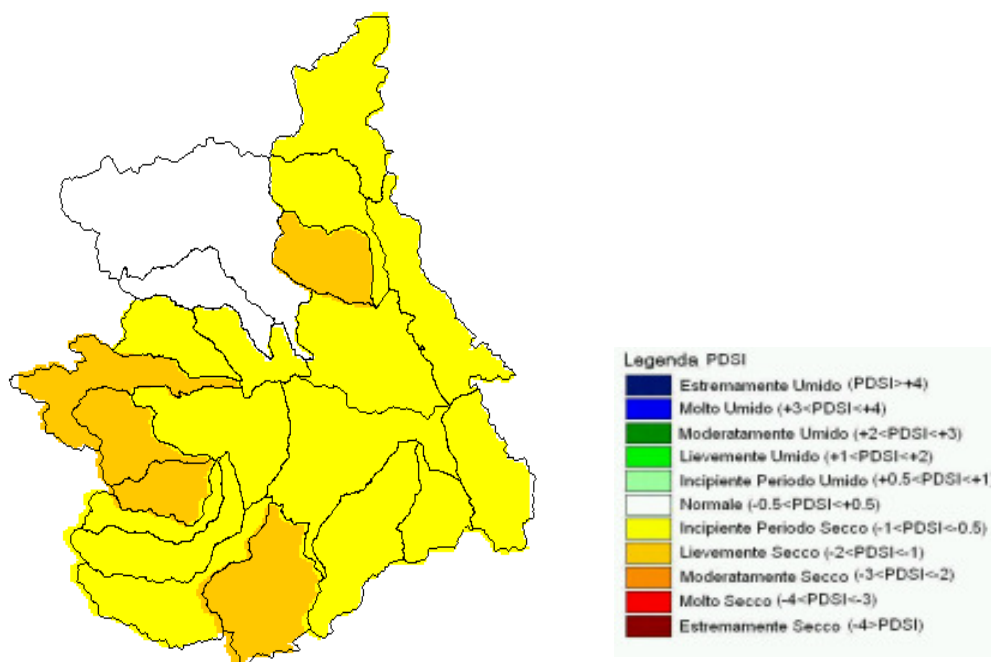 Legenda PDSI
Estremamente Umido (PDSI>+4)
Molto Umido (+3<PDSI<+4)
Moderatamente Umido (+2<PDSI<+3)
Lievemente Umido (+1<PDSI<+2)
Incipiente Periodo Umido (+0.5<PDSI<+1)
Normale (-0.5<PDSI<+0.5)
Incipiente Periodo Secco (-1<PDSI<-0.5)
Lievemente Secco (-2<PDSI<-1)
Moderatamente Secco (-3<PDSI<-2)
Molto Secco (-4<PDSI<-3)
Estremamente Secco (-4>PDSI)